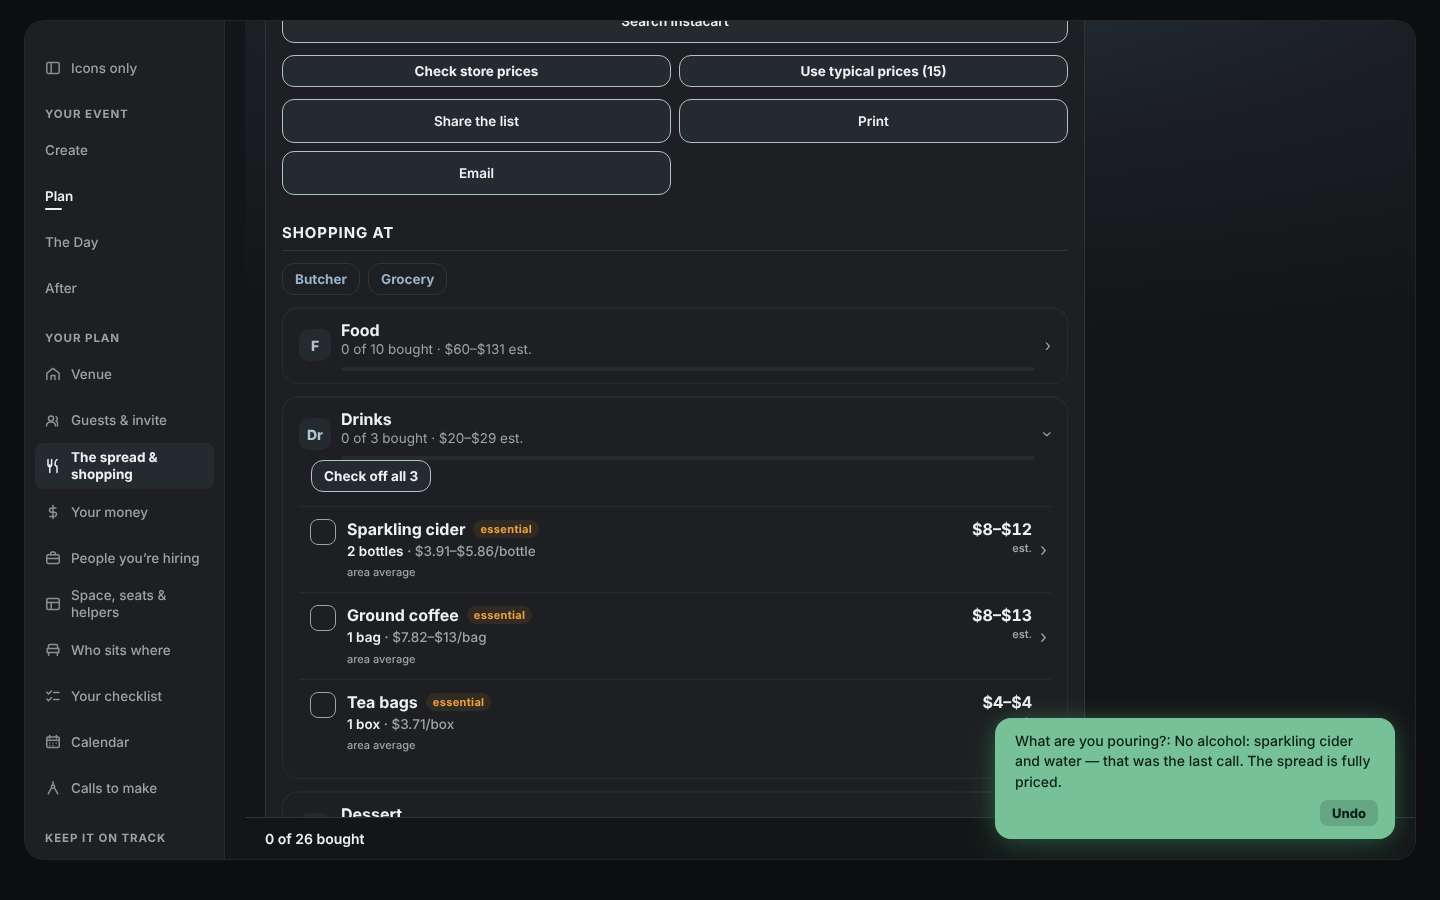 Icons only
YOUR EVENT
Create
Plan
The Day
After
YOUR PLAN
Venue
Guests & invite
The spread &
shopping
Your money
People you're hiring
Space, seats &
helpers
Who sits where
Your checklist
Calendar
Calls to make
KEEP IT ON TRACK
Search Instacart
Check store prices
Use typical prices (15)
Share the list
Print
Email
SHOPPING AT
Butcher
Grocery
F
Food
0 of 10 bought · $60–$131 est.
Dr
Drinks
0 of 3 bought · $20–$29 est.
Check off all 3
Sparkling cider essential
$8–$12
2 bottles · $3.91–$5.86/bottle
est.
area average
Ground coffee essential
$8–$13
1 bag · $7.82–$13/bag
est.
area average
Tea bags essential
$4–$4
1 box · $3.71/box
area average
Dessert
0 of 26 bought
What are you pouring?: No alcohol: sparkling cider
and water — that was the last call. The spread is fully
priced.
Undo